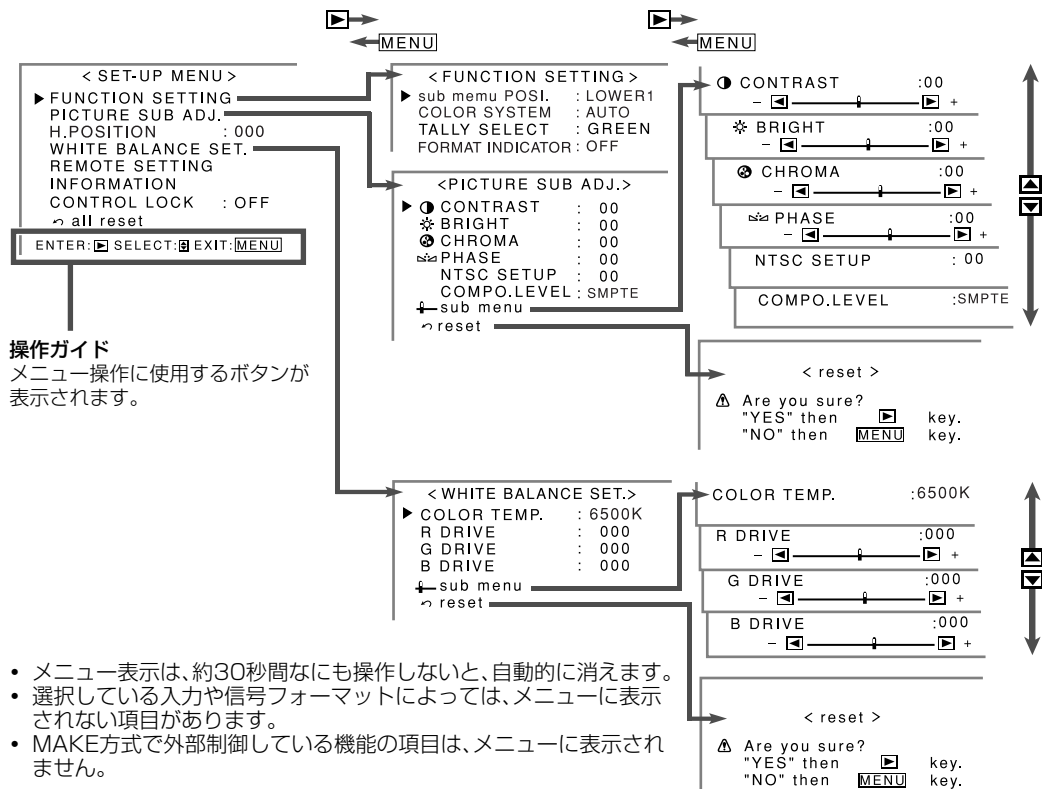 MENU
MENU
< SET-UP MENU >
FUNCTION SETTING
PICTURE SUB ADJ.
H.POSITION : 000
WHITE BALANCE SET.
REMOTE SETTING
INFORMATION
CONTROL LOCK : OFF
all reset
ENTER: SELECT: EXIT: MENU
操作ガイド
メニュー操作に使用するボタンが
表示されます。
< FUNCTION SETTING >
sub memu POSI. : LOWER1
COLOR SYSTEM : AUTO
TALLY SELECT : GREEN
FORMAT INDICATOR : OFF
<PICTURE SUB ADJ.>
CONTRAST : 00
BRIGHT : 00
CHROMA : 00
PHASE : 00
NTSC SETUP : 00
COMPO.LEVEL : SMPTE
sub menu
reset
CONTRAST :00
– +
BRIGHT :00
– +
CHROMA :00
– +
PHASE :00
– +
NTSC SETUP : 00
COMPO.LEVEL :SMPTE
< reset >
Are you sure?
"YES" then key.
"NO" then MENU key.
< WHITE BALANCE SET.>
COLOR TEMP. : 6500K
R DRIVE : 000
G DRIVE : 000
B DRIVE : 000
sub menu
reset
COLOR TEMP. :6500K
R DRIVE :000
– +
G DRIVE :000
– +
B DRIVE :000
– +
< reset >
Are you sure?
"YES" then key.
"NO" then MENU key.
• メニュー表示は、約30秒間なにも操作しないと、自動的に消えます。
• 選択している入力や信号フォーマットによっては、メニューに表示
されない項目があります。
• MAKE方式で外部制御している機能の項目は、メニューに表示され
ません。